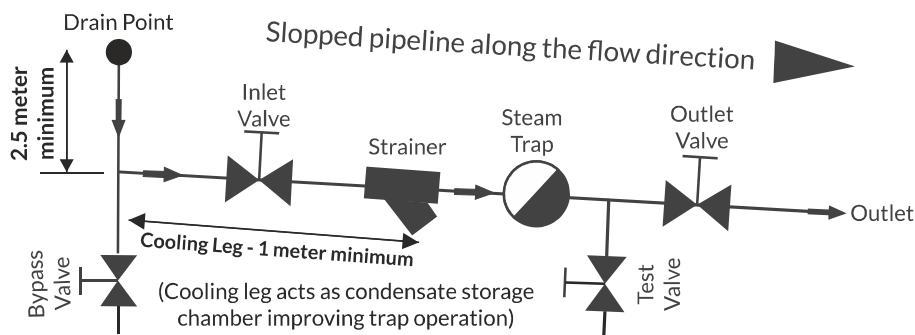 Drain Point
Slopped pipeline along the flow direction
2.5 meter
minimum
Inlet
Valve
Strainer
Steam
Trap
Outlet
Valve
Outlet
Cooling Leg - 1 meter minimum
Bypass
Valve
(Cooling leg acts as condensate storage
chamber improving trap operation)
Test
Valve